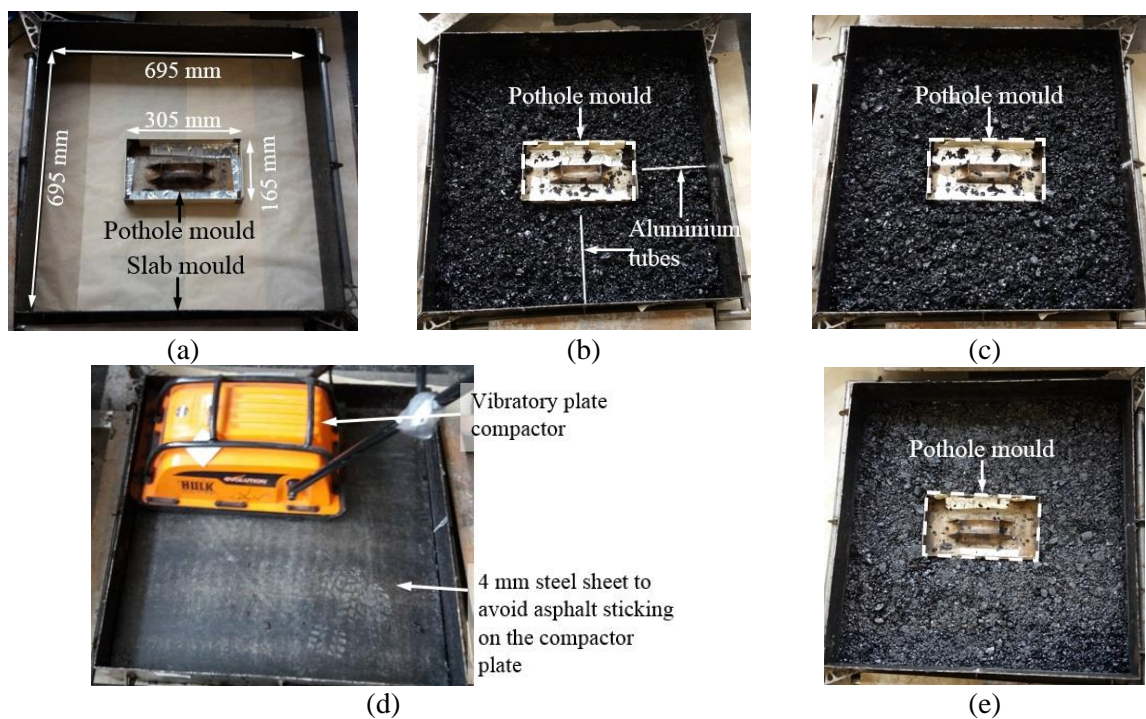 695 mm
305 mm
695 mm
165 mm
Pothole mould
Slab mould
(a)
Pothole mould
Aluminium
tubes
(b)
Pothole mould
(c)
HULK
EVOLUTION
Vibratory plate
compactor
4 mm steel sheet to
avoid asphalt sticking
on the compactor
plate
(d)
Pothole mould
(e)